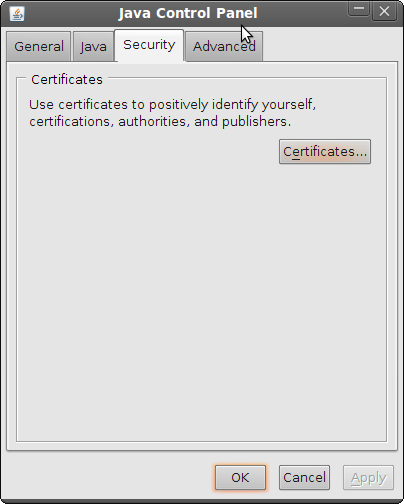 Java Control Panel
General Java Security Advanced
Certificates
Use certificates to positively identify yourself,
certifications, authorities, and publishers.
Certificates...
OK Cancel Apply